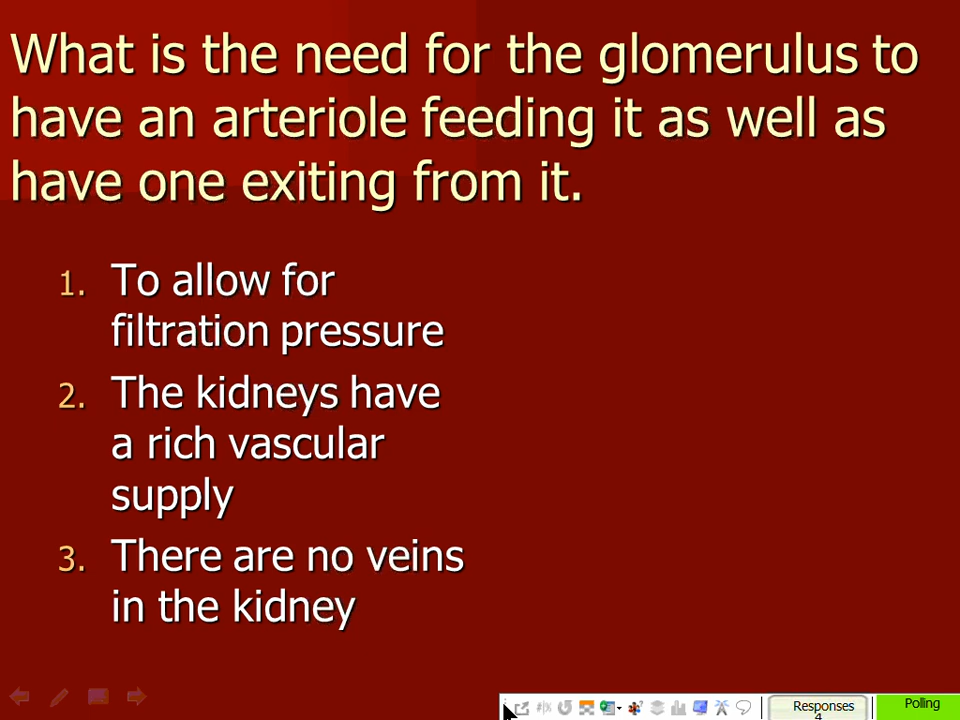 What is the need for the glomerulus to
have an arteriole feeding it as well as
have one exiting from it.
1. To allow for
filtration pressure
2. The kidneys have
a rich vascular
supply
3. There are no veins
in the kidney
Responses
4
Polling